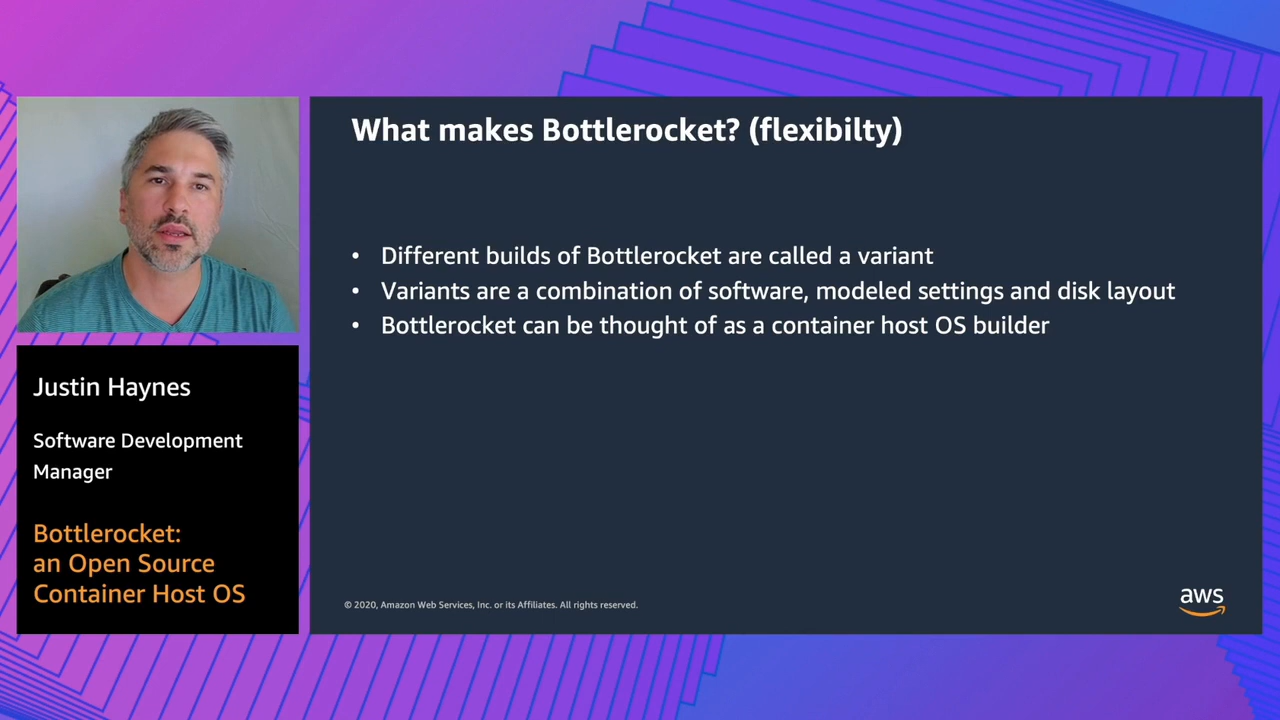 What makes Bottlerocket? (flexibilty)
• Different builds of Bottlerocket are called a variant
• Variants are a combination of software, modeled settings and disk layout
• Bottlerocket can be thought of as a container host OS builder
Justin Haynes
Software Development
Manager
Bottlerocket:
an Open Source
Container Host OS
© 2020, Amazon Web Services, Inc. or its Affiliates. All rights reserved.
aws